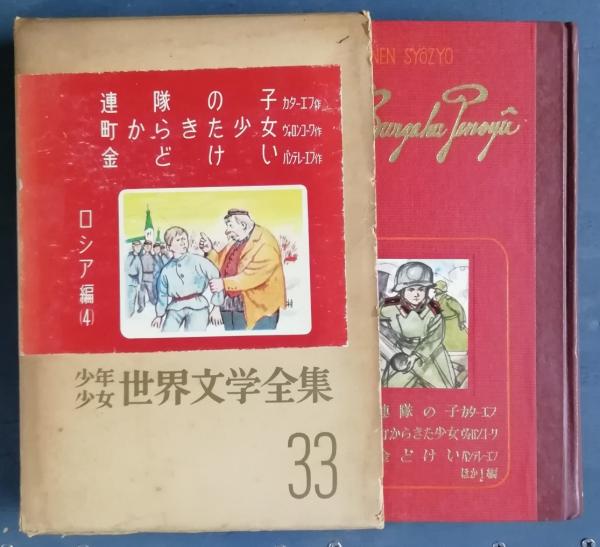 連隊の子 カターエフ作
町からきた少女 ヴォロンコーワ作
金どけい パンテレーエフ作
ロシア編(4)
少年少女世界文学全集
33
NEN SYÔZYO
連隊の子 カターエフ
町からきた少女 ヴォロンコーワ
金どけい パンテレーエフ
ほか1編